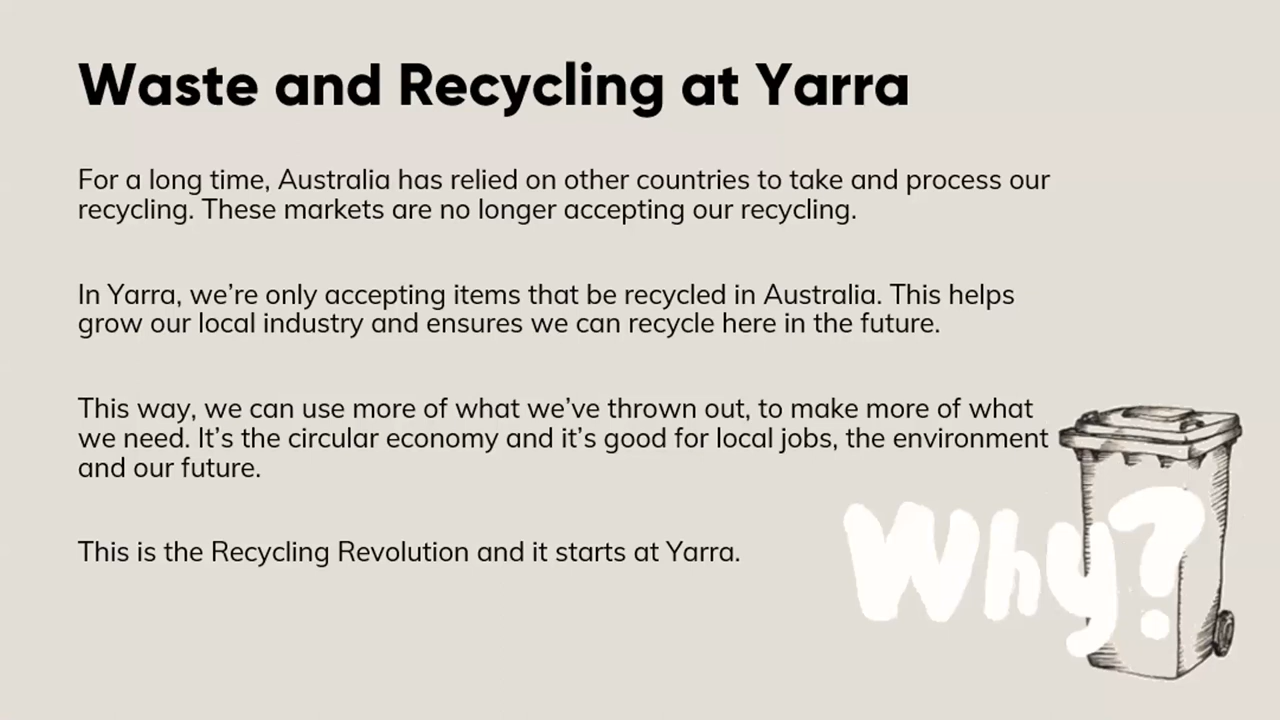 Waste and Recycling at Yarra
For a long time, Australia has relied on other countries to take and process our
recycling. These markets are no longer accepting our recycling.
In Yarra, we’re only accepting items that be recycled in Australia. This helps
grow our local industry and ensures we can recycle here in the future.
This way, we can use more of what we’ve thrown out, to make more of what
we need. It’s the circular economy and it’s good for local jobs, the environment
and our future.
This is the Recycling Revolution and it starts at Yarra.
Why?